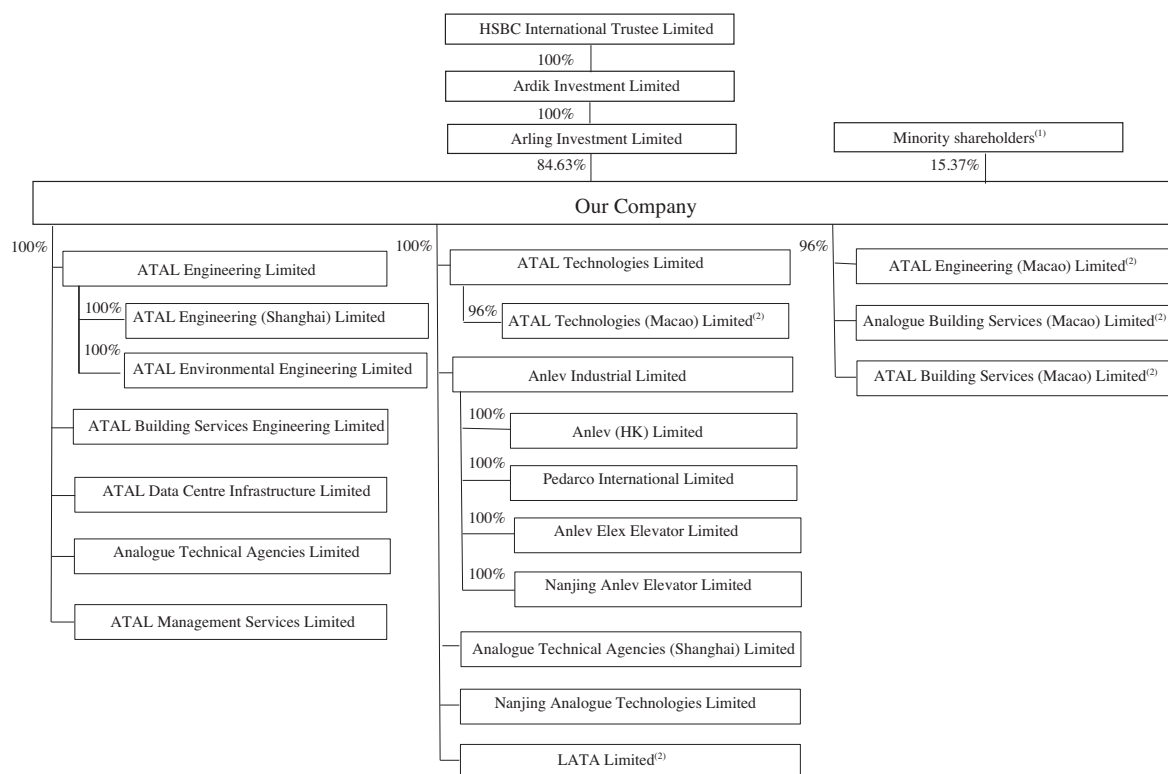 HSBC International Trustee Limited
100%
Ardik Investment Limited
100%
Arling Investment Limited
Minority shareholders(1)
84.63%
15.37%
Our Company
100%
100%
96%
ATAL Engineering Limited
ATAL Technologies Limited
ATAL Engineering (Macao) Limited(2)
100%
ATAL Engineering (Shanghai) Limited
96%
ATAL Technologies (Macao) Limited(2)
Analogue Building Services (Macao) Limited(2)
100%
ATAL Environmental Engineering Limited
Anlev Industrial Limited
ATAL Building Services (Macao) Limited(2)
ATAL Building Services Engineering Limited
100%
Anlev (HK) Limited
100%
Pedarco International Limited
ATAL Data Centre Infrastructure Limited
100%
Anlev Elex Elevator Limited
Analogue Technical Agencies Limited
100%
Nanjing Anlev Elevator Limited
ATAL Management Services Limited
Analogue Technical Agencies (Shanghai) Limited
Nanjing Analogue Technologies Limited
LATA Limited(2)